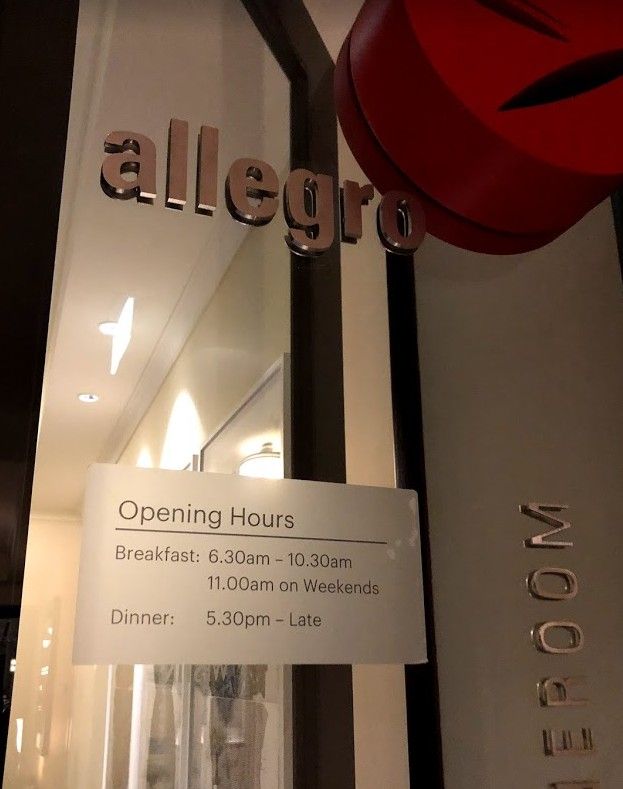 allegro
Opening Hours
Breakfast: 6.30am – 10.30am
11.00am on Weekends
Dinner: 5.30pm – Late